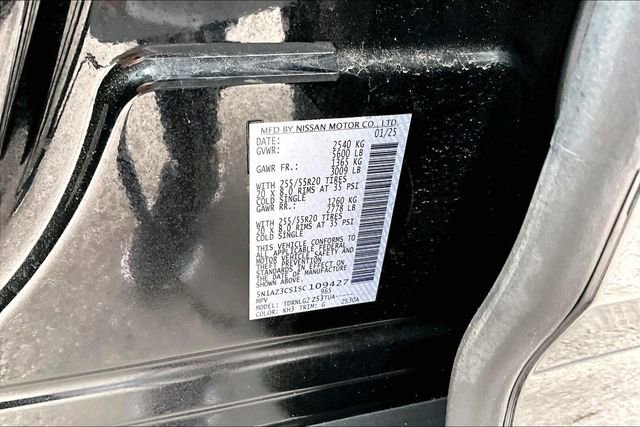 MFD BY NISSAN MOTOR CO., LTD.
DATE: 01/25
GVWR: 2540 KG
5600 LB
GAWR FR.: 1365 KG
3009 LB
WITH 255/55R20 TIRES
20 X 8.0 RIMS AT 35 PSI
COLD SINGLE
GAWR RR.: 1260 KG
2778 LB
WITH 255/55R20 TIRES
20 X 8.0 RIMS AT 35 PSI
COLD SINGLE
THIS VEHICLE CONFORMS TO
ALL APPLICABLE FEDERAL
MOTOR VEHICLE SAFETY AND
THEFT PREVENTION
STANDARDS IN EFFECT ON
THE DATE OF MANUFACTURE
5N1AZ3CS1SC109427
MPV 965
MODEL: TDRNLG2 253TUA-----
COLOR: KH3 TRIM: G